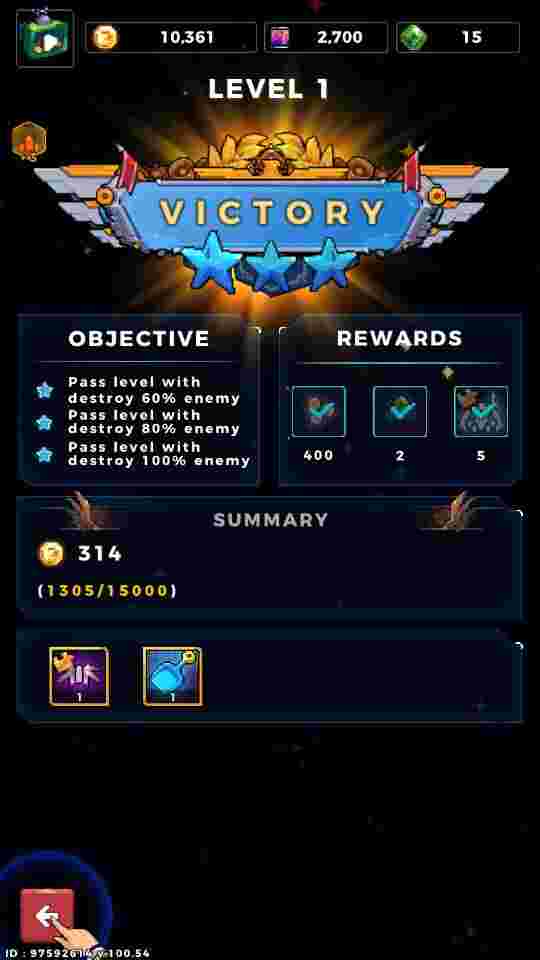 10,361
2,700
15
LEVEL 1
VICTORY
OBJECTIVE
Pass level with
destroy 60% enemy
Pass level with
destroy 80% enemy
Pass level with
destroy 100% enemy
REWARDS
400
2
5
SUMMARY
314
(1305/15000)
1
1